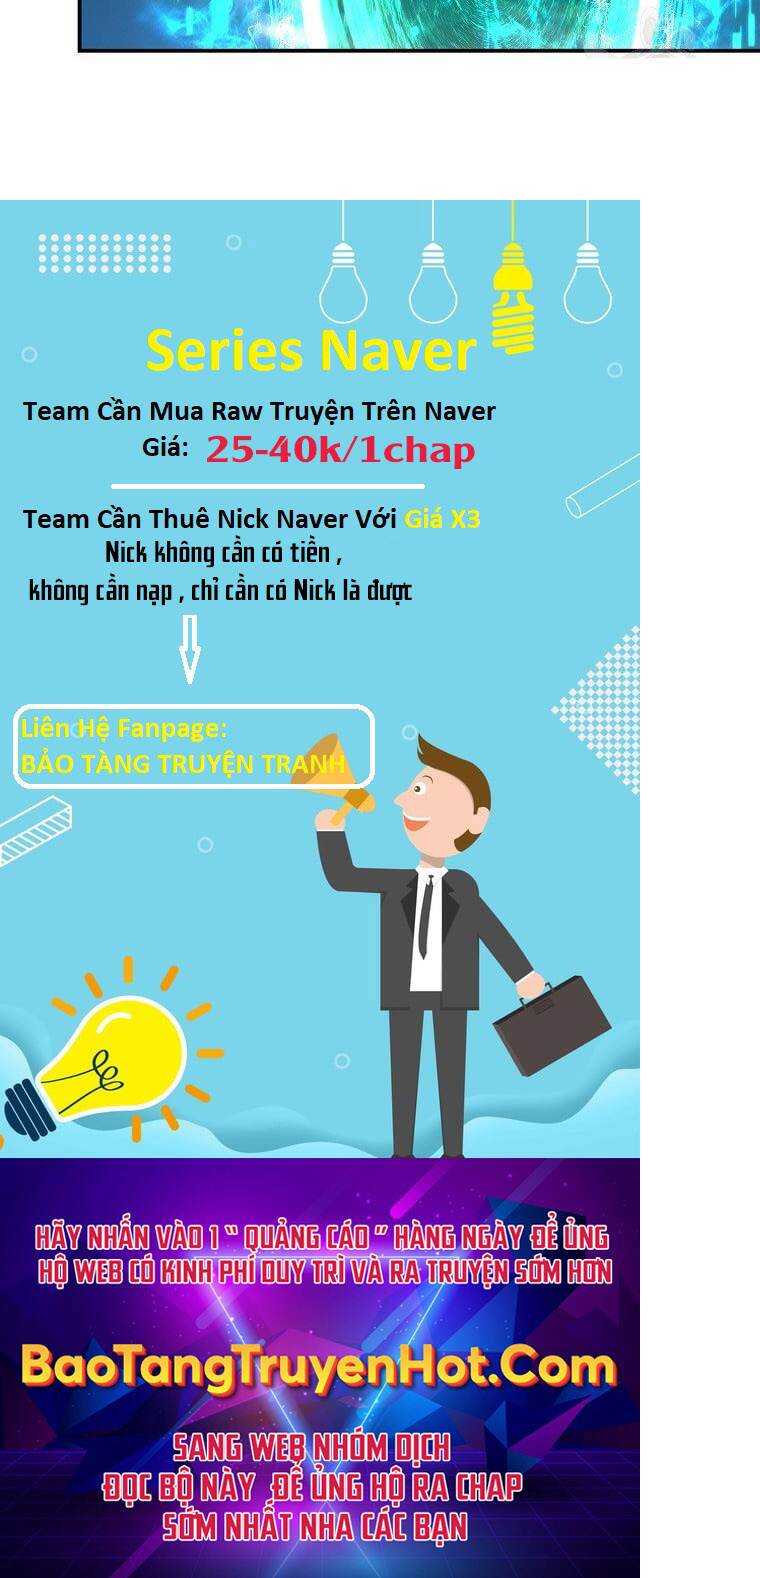 Series Naver
Team Cần Mua Raw Truyện Trên Naver
Giá: 25-40k/1chap
Team Cần Thuê Nick Naver Với Giá X3
Nick không cần có tiền ,
không cần nạp , chỉ cần có Nick là được
Liên Hệ Fanpage:
BẢO TÀNG TRUYỆN TRANH
HÃY NHẤN VÀO 1 “ QUẢNG CÁO ” HÀNG NGÀY ĐỂ ỦNG
HỘ WEB CÓ KINH PHÍ DUY TRÌ VÀ RA TRUYỆN SỚM HƠN
BaoTangTruyenHot.Com
SANG WEB NHÓM DỊCH
ĐỌC BỘ NÀY ĐỂ ỦNG HỘ RA CHAP
SỚM NHẤT NHA CÁC BẠN